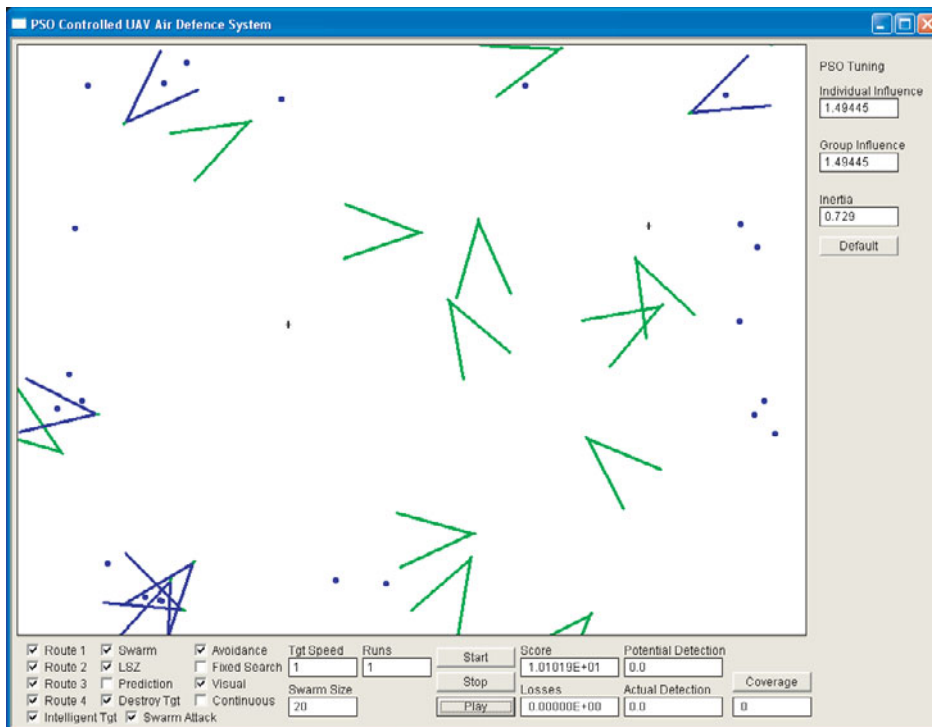 PSO Controlled UAV Air Defence System
PSO Tuning
Individual Influence
1.49445
Group Influence
1.49445
Inertia
0.729
Default
Route 1 Swarm Avoidance Tgt Speed Runs Start Score Potential Detection
Route 2 LSZ Fixed Search 1 1 1.01019E+01 0.0
Route 3 Prediction Visual Stop Coverage
Route 4 Destroy Tgt Continuous Swarm Size Losses Actual Detection
Intelligent Tgt Swarm Attack 20 Play 0.00000E+00 0.0 0